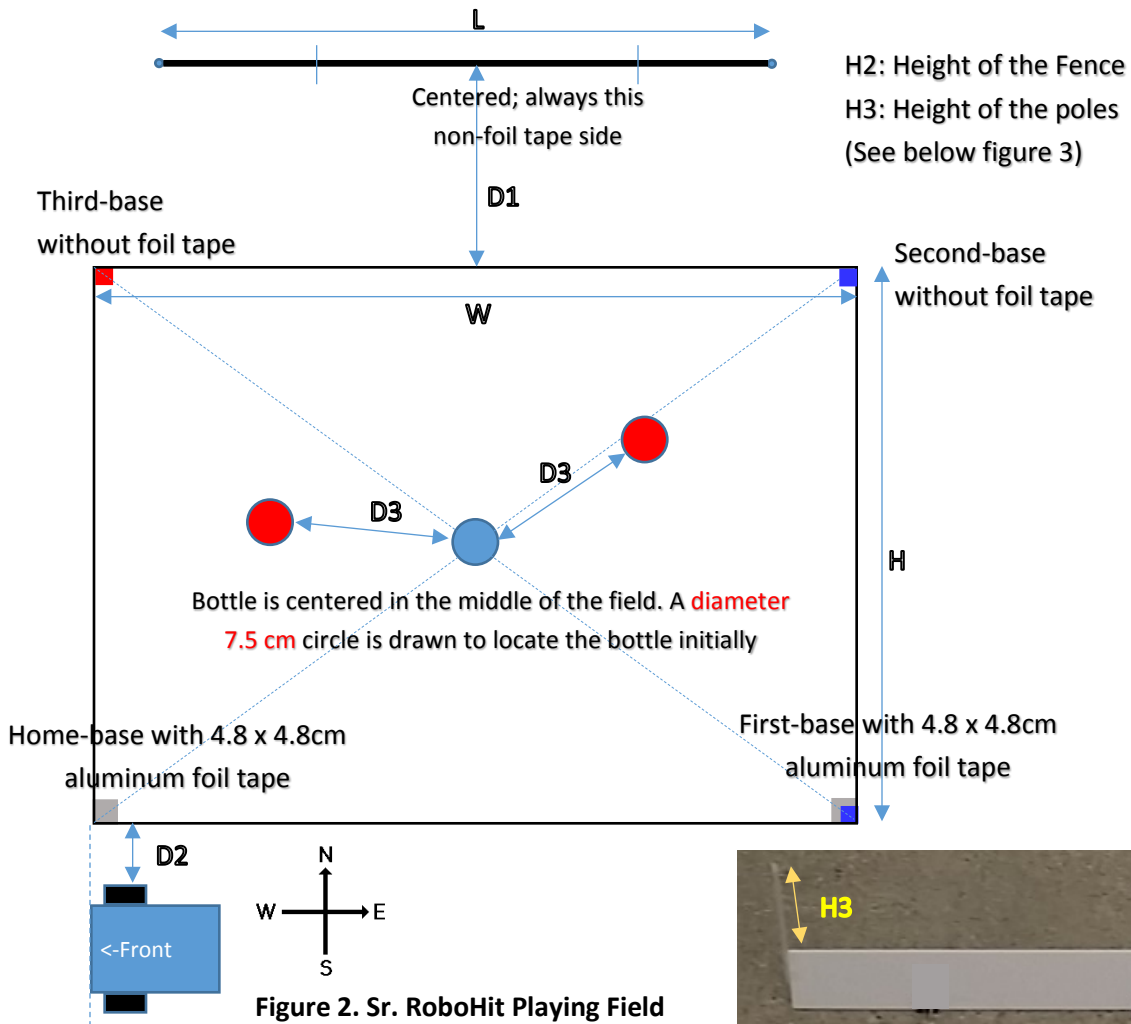 L
H2: Height of the Fence
H3: Height of the poles
(See below figure 3)
Centered; always this
non-foil tape side
D1
Third-base
without foil tape
Second-base
without foil tape
W
D3
D3
H
Bottle is centered in the middle of the field. A diameter
7.5 cm circle is drawn to locate the bottle initially
Home-base with 4.8 x 4.8cm
aluminum foil tape
First-base with 4.8 x 4.8cm
aluminum foil tape
D2
N
W
E
S
<-Front
H3
Figure 2. Sr. RoboHit Playing Field